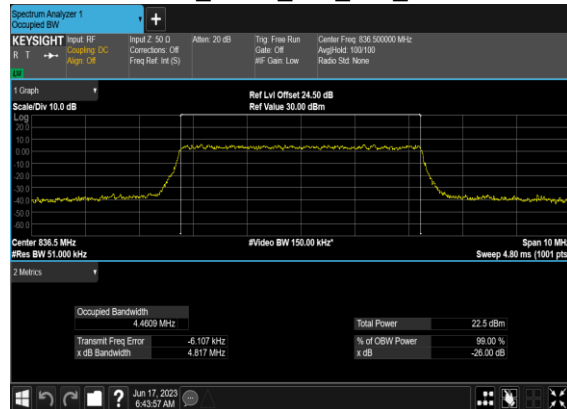 Spectrum Analyzer 1
Occupied BW
+
KEYSIGHT Input: RF Input Z: 50 Ω Atten: 20 dB Trig: Free Run Center Freq: 836.500000 MHz
R T Coupling: DC Corrections: Off Gate: Off Avg|Hold: 100/100
Align: Off Freq Ref: Int (S) #IF Gain: Low Radio Std: None
1 Graph
Ref Lvl Offset 24.50 dB
Scale/Div 10.0 dB Ref Value 30.00 dBm
Log
20.0
10.0
0.00
-10.0
-20.0
-30.0
-40.0
-50.0
-60.0
Center 836.5 MHz #Video BW 150.00 kHz* Span 10 MHz
#Res BW 51.000 kHz Sweep 4.80 ms (1001 pts
2 Metrics
Occupied Bandwidth
4.4609 MHz Total Power 22.5 dBm
Transmit Freq Error -6.107 kHz % of OBW Power 99.00 %
x dB Bandwidth 4.817 MHz x dB -26.00 dB
? Jun 17, 2023
6:43:57 AM